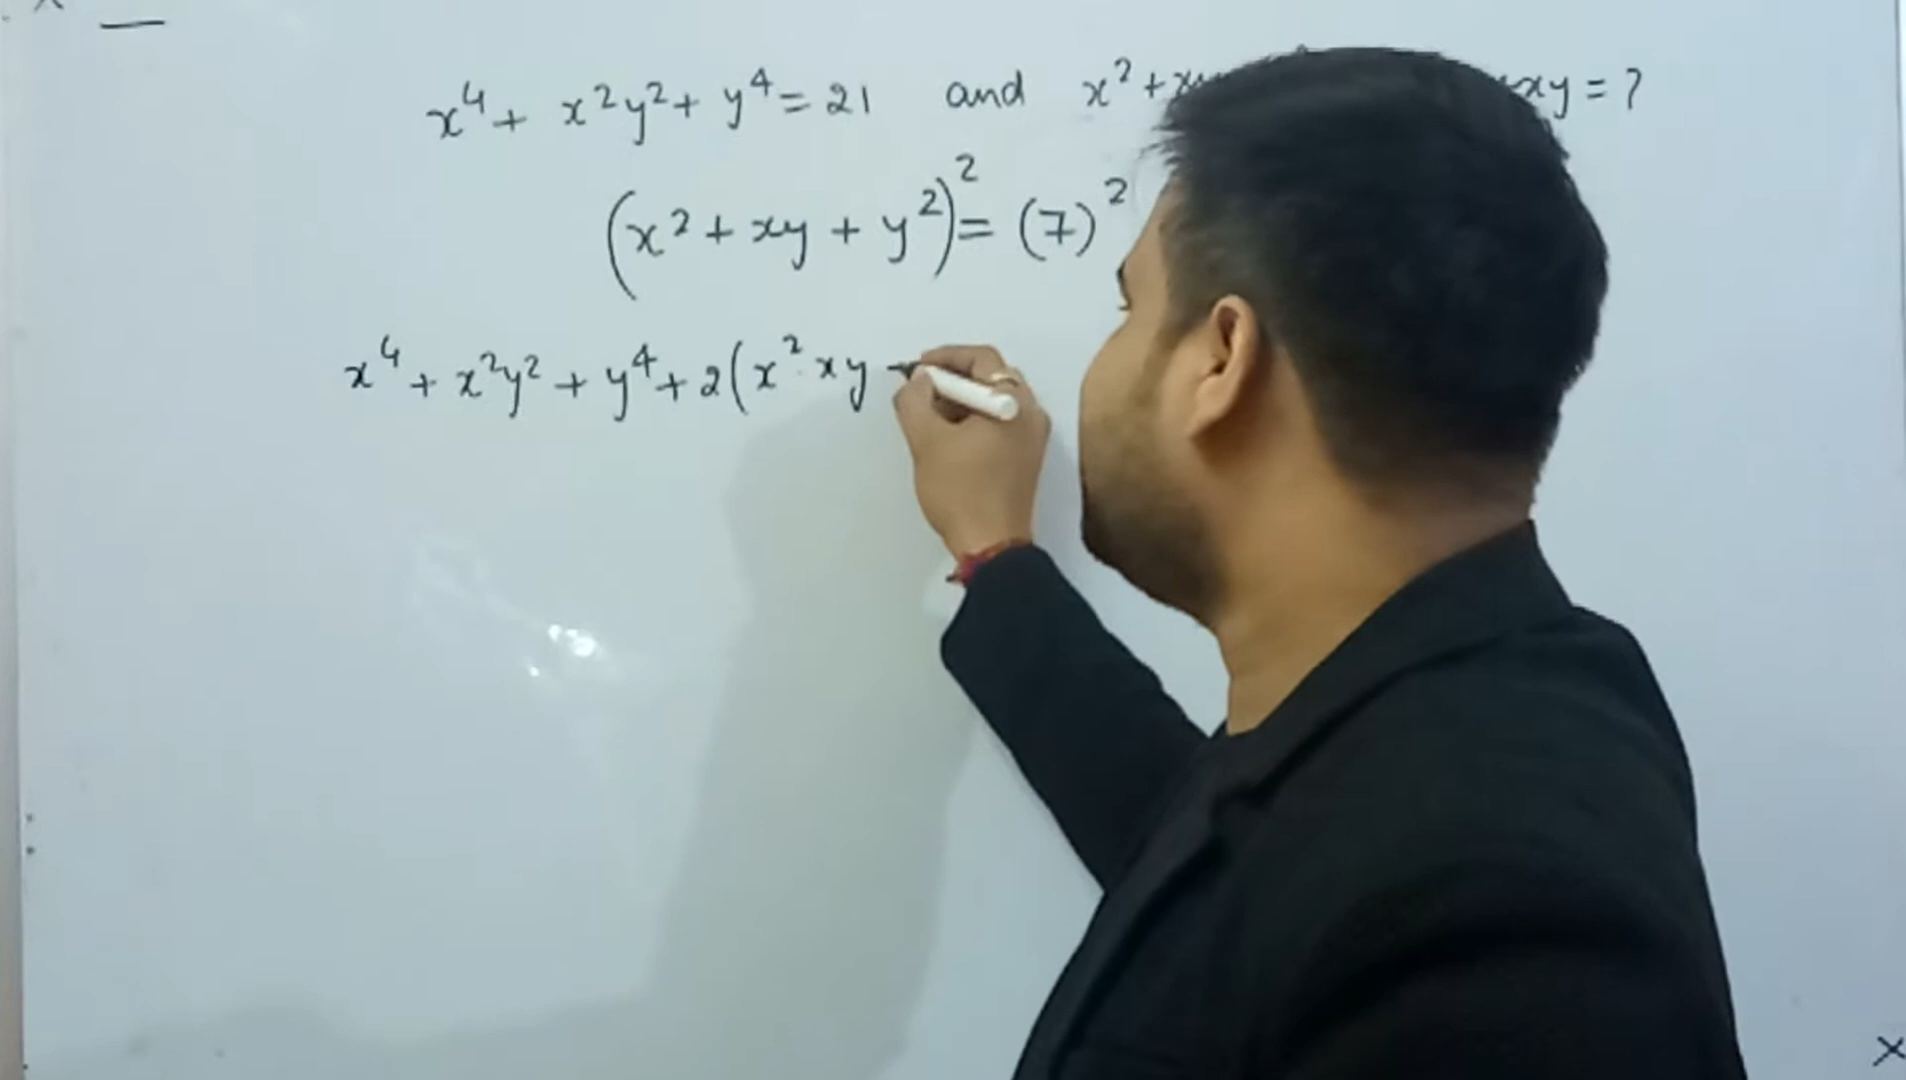 x⁴ + x²y² + y⁴ = 21 and x² + xy = ?
(x² + xy + y²)² = (7)²
x⁴ + x²y² + y⁴ + 2(x² · xy
x